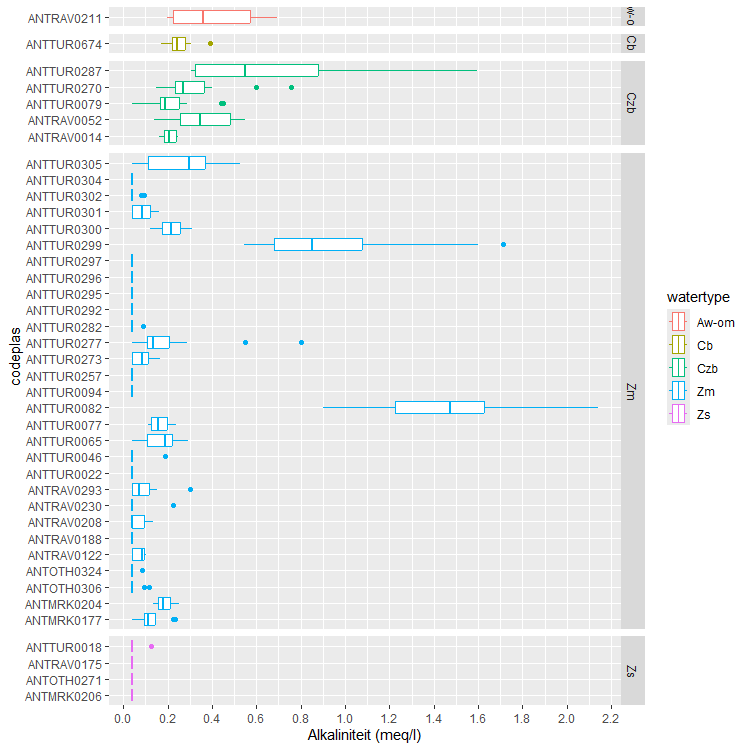 ANTRAV0211
w-o
ANTTUR0674
Cb
ANTTUR0287
ANTTUR0270
ANTTUR0079
ANTRAV0052
ANTRAV0014
Czb
ANTTUR0305
ANTTUR0304
ANTTUR0302
ANTTUR0301
ANTTUR0300
ANTTUR0299
ANTTUR0297
ANTTUR0296
ANTTUR0295
ANTTUR0292
ANTTUR0282
ANTTUR0277
ANTTUR0273
ANTTUR0257
ANTTUR0094
ANTTUR0082
ANTTUR0077
ANTTUR0065
ANTTUR0046
ANTTUR0022
ANTRAV0293
ANTRAV0230
ANTRAV0208
ANTRAV0188
ANTRAV0122
ANTOTH0324
ANTOTH0306
ANTMRK0204
ANTMRK0177
Zm
ANTTUR0018
ANTRAV0175
ANTOTH0271
ANTMRK0206
Zs
codeplas
0.0 0.2 0.4 0.6 0.8 1.0 1.2 1.4 1.6 1.8 2.0 2.2
Alkaliniteit (meq/l)
watertype
Aw-om
Cb
Czb
Zm
Zs